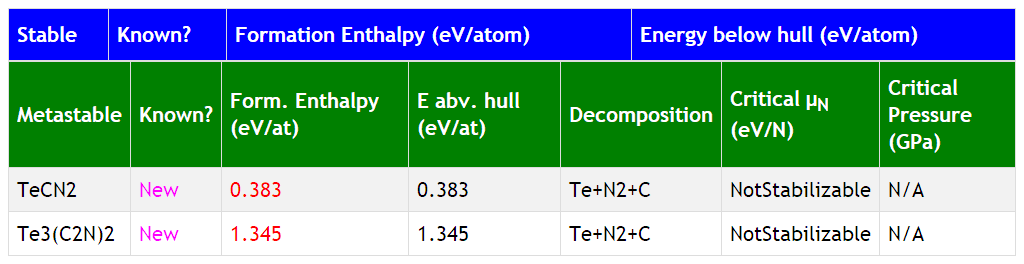 Stable Known? Formation Enthalpy (eV/atom) Energy below hull (eV/atom)
Metastable Known? Form. Enthalpy (eV/at) E abv. hull (eV/at) Decomposition Critical μN (eV/N) Critical Pressure (GPa)
TeCN2 New 0.383 0.383 Te+N2+C NotStabilizable N/A
Te3(C2N)2 New 1.345 1.345 Te+N2+C NotStabilizable N/A